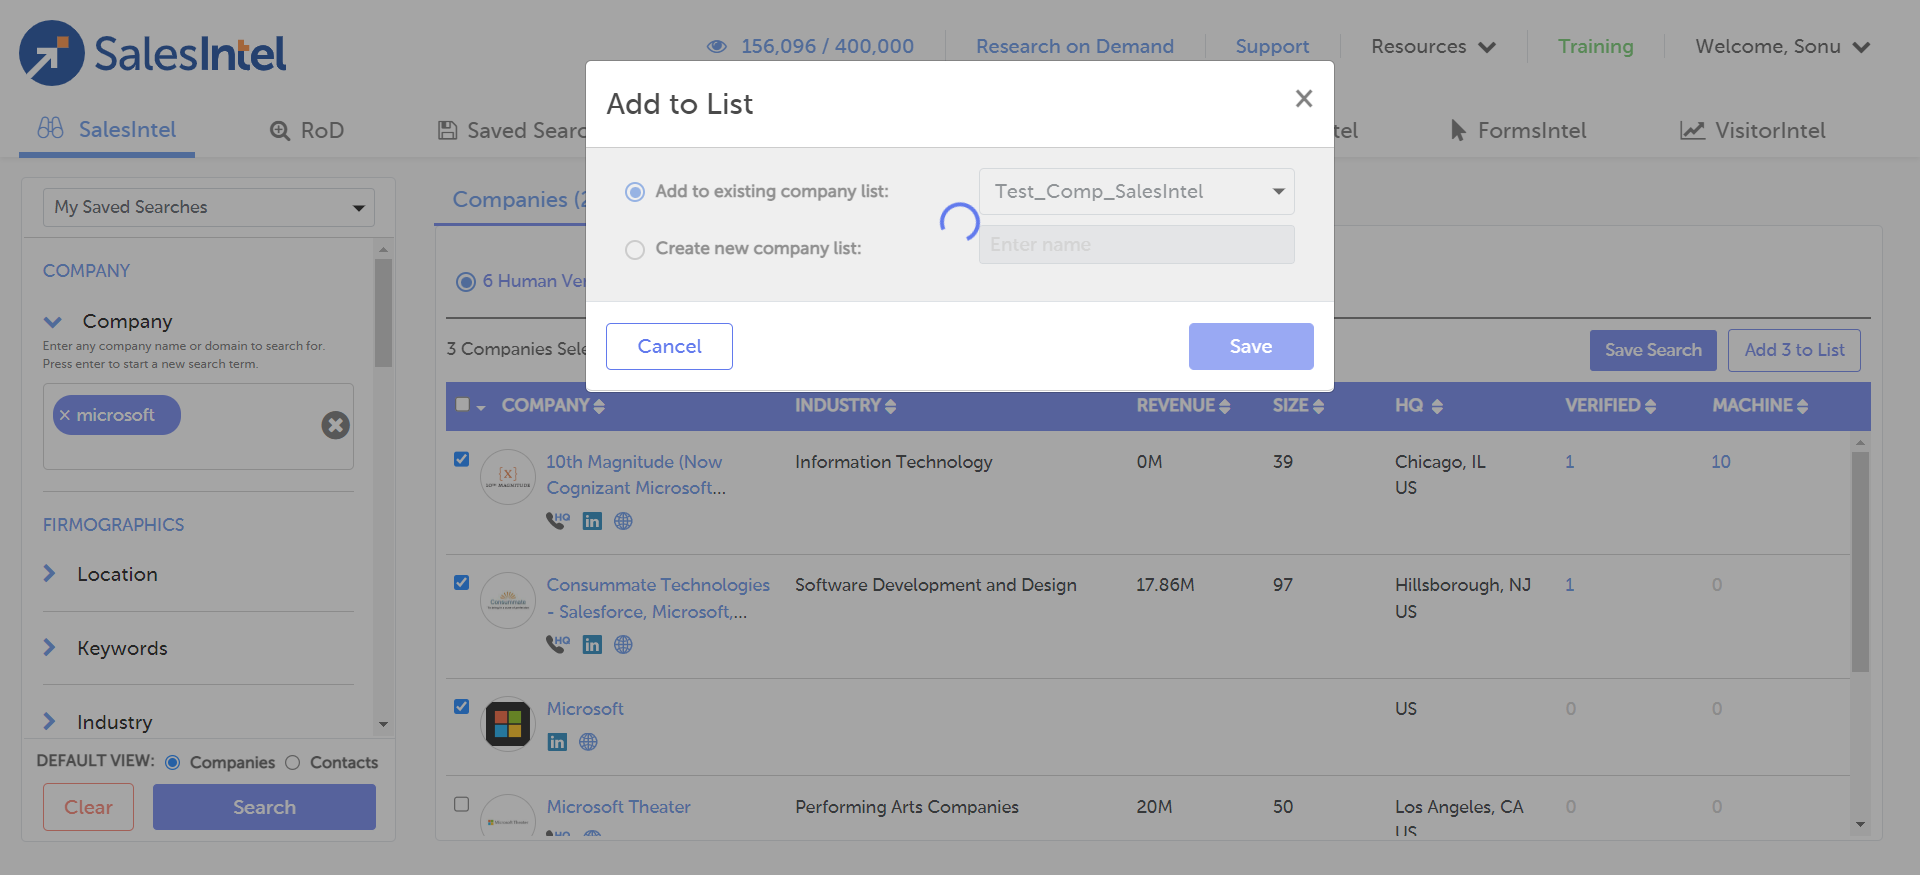 SalesIntel
156,096 / 400,000
Research on Demand
Support
Resources
Training
Welcome, Sonu
SalesIntel
RoD
Saved Searc
tel
FormsIntel
VisitorIntel
Add to List
Add to existing company list:
Test_Comp_SalesIntel
Create new company list:
Enter name
Cancel
Save
My Saved Searches
COMPANY
Company
Enter any company name or domain to search for.
Press enter to start a new search term.
microsoft
FIRMOGRAPHICS
Location
Keywords
Industry
DEFAULT VIEW:
Companies
Contacts
Clear
Search
Companies (2
6 Human Ver
3 Companies Sele
Save Search
Add 3 to List
COMPANY
INDUSTRY
REVENUE
SIZE
HQ
VERIFIED
MACHINE
10th Magnitude (Now
Cognizant Microsoft...
HQ
Information Technology
0M
39
Chicago, IL
US
1
10
Consummate Technologies
- Salesforce, Microsoft,...
HQ
Software Development and Design
17.86M
97
Hillsborough, NJ
US
1
0
Microsoft
US
0
0
Microsoft Theater
Performing Arts Companies
20M
50
Los Angeles, CA
US
0
0